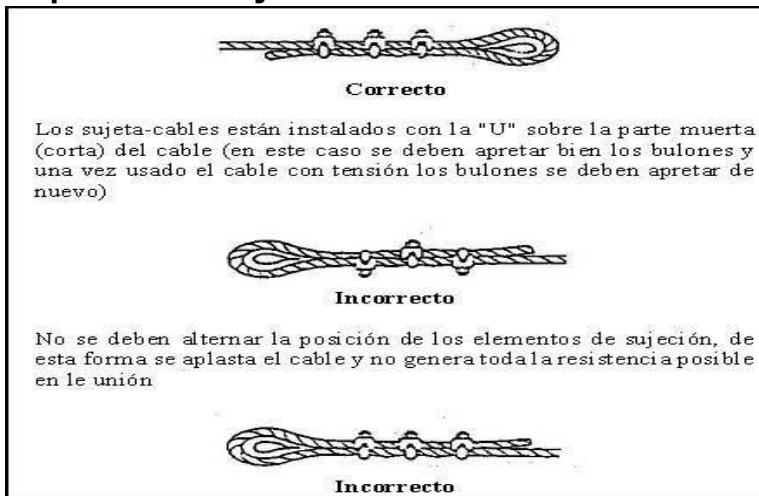 Correcto
Los sujeta-cables están instalados con la "U" sobre la parte muerta
(corta) del cable (en este caso se deben apretar bien los bulones y
una vez usado el cable con tensión los bulones se deben apretar de
nuevo)
Incorrecto
No se deben alternar la posición de los elementos de sujeción, de
esta forma se aplasta el cable y no genera toda la resistencia posible
en le unión
Incorrecto